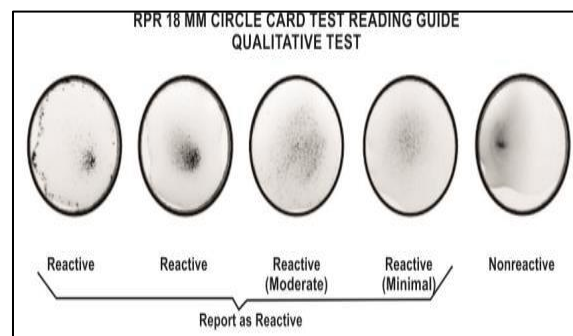 RPR 18 MM CIRCLE CARD TEST READING GUIDE
QUALITATIVE TEST
Reactive Reactive Reactive (Moderate) Reactive (Minimal) Nonreactive
Report as Reactive